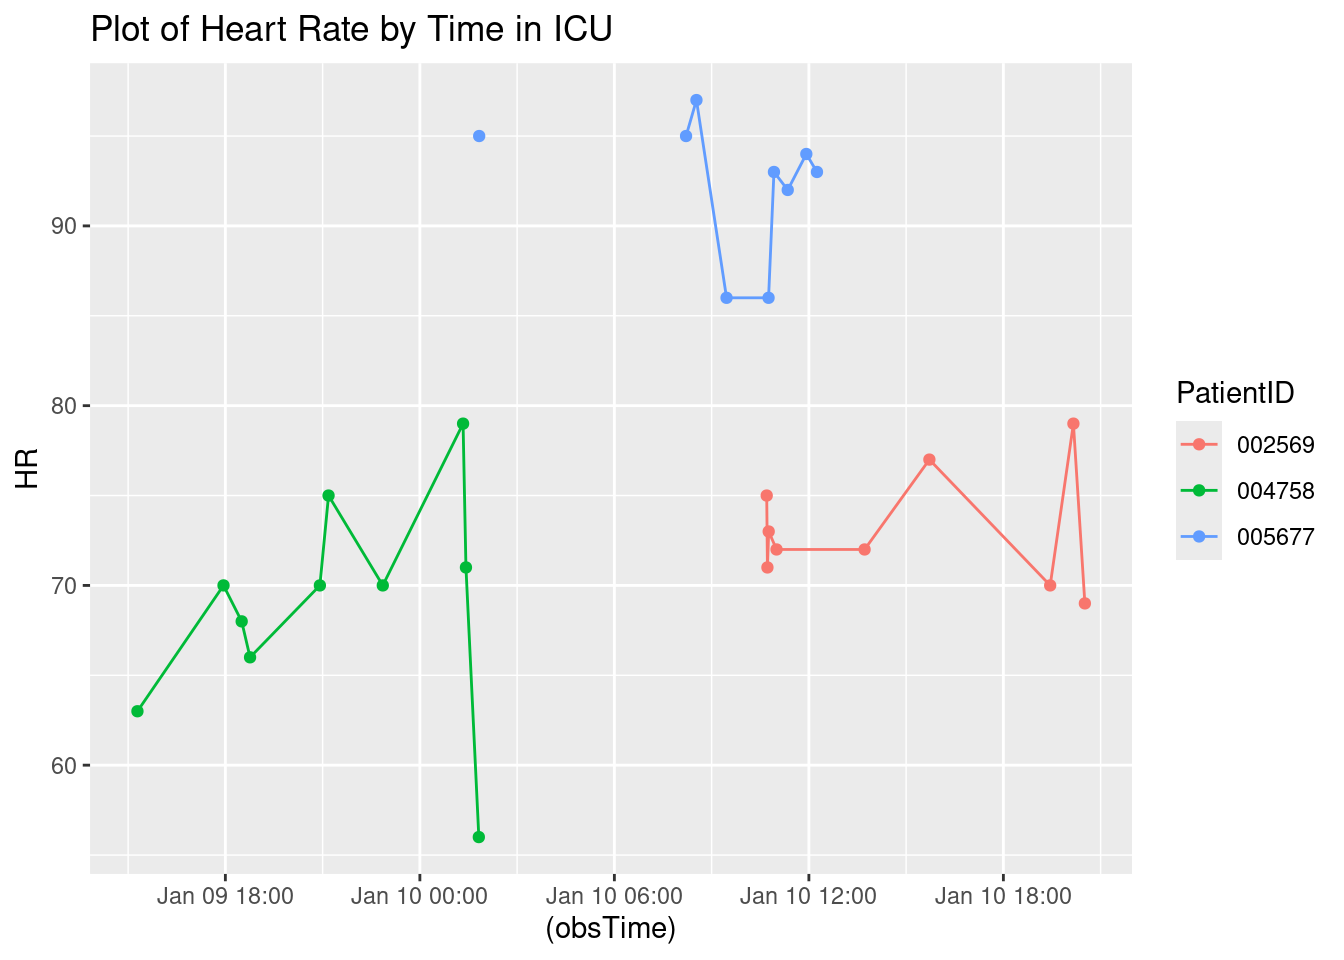 Plot of Heart Rate by Time in ICU
HR
90
80
70
60
Jan 09 18:00
Jan 10 00:00
Jan 10 06:00
Jan 10 12:00
Jan 10 18:00
(obsTime)
PatientID
002569
004758
005677